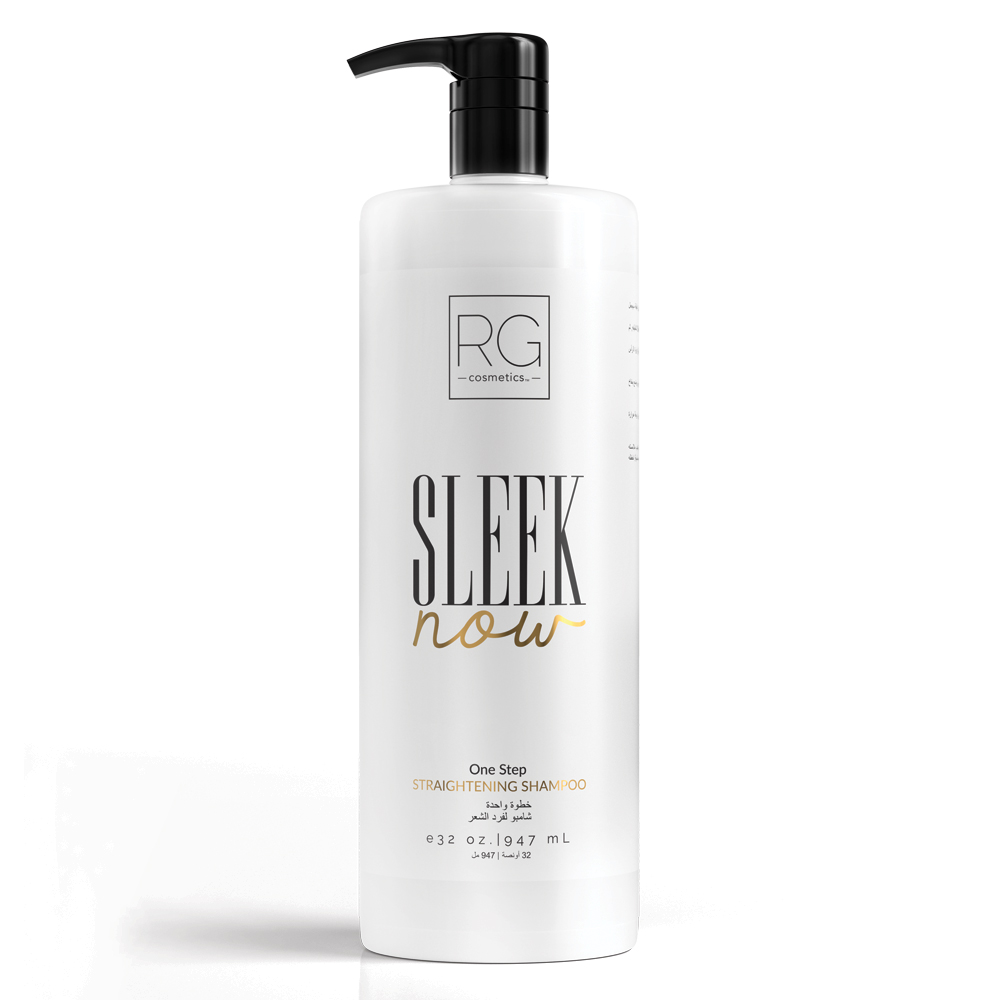 RG
cosmetics
SLEEK
now
One Step
STRAIGHTENING SHAMPOO
خطوة واحدة
شامبو لفرد الشعر
e32 oz.|947 mL
32 أونصة | 947 مل